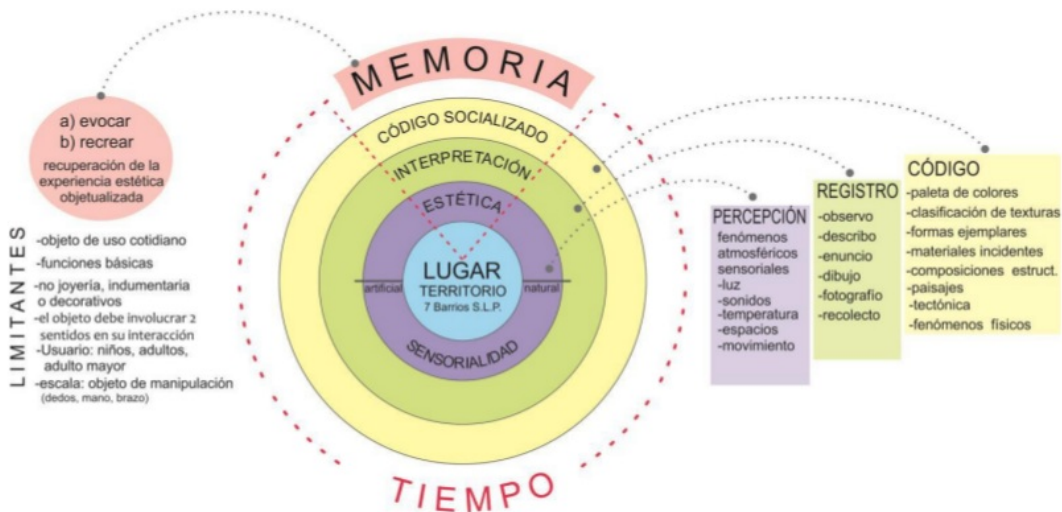 MEMORIA
a) evocar
b) recrear
recuperación de la
experiencia estética
objetualizada
LIMITANTES
-objeto de uso cotidiano
-funciones básicas
-no joyería, indumentaria
o decorativos
-el objeto debe involucrar 2
sentidos en su interacción
-Usuario: niños, adultos,
adulto mayor
-escala: objeto de manipulación
(dedos, mano, brazo)
CÓDIGO SOCIALIZADO
INTERPRETACIÓN
ESTÉTICA
LUGAR
TERRITORIO
7 Barrios S.L.P.
artificial
natural
SENSORIALIDAD
TIEMPO
PERCEPCIÓN
fenómenos
atmosféricos
sensoriales
-luz
-sonidos
-temperatura
-espacios
-movimiento
REGISTRO
-observo
-describo
-enuncio
-dibujo
-fotografío
-recolecto
CÓDIGO
-paleta de colores
-clasificación de texturas
-formas ejemplares
-materiales incidentes
-composiciones estruct.
-paisajes
-tectónica
-fenómenos físicos